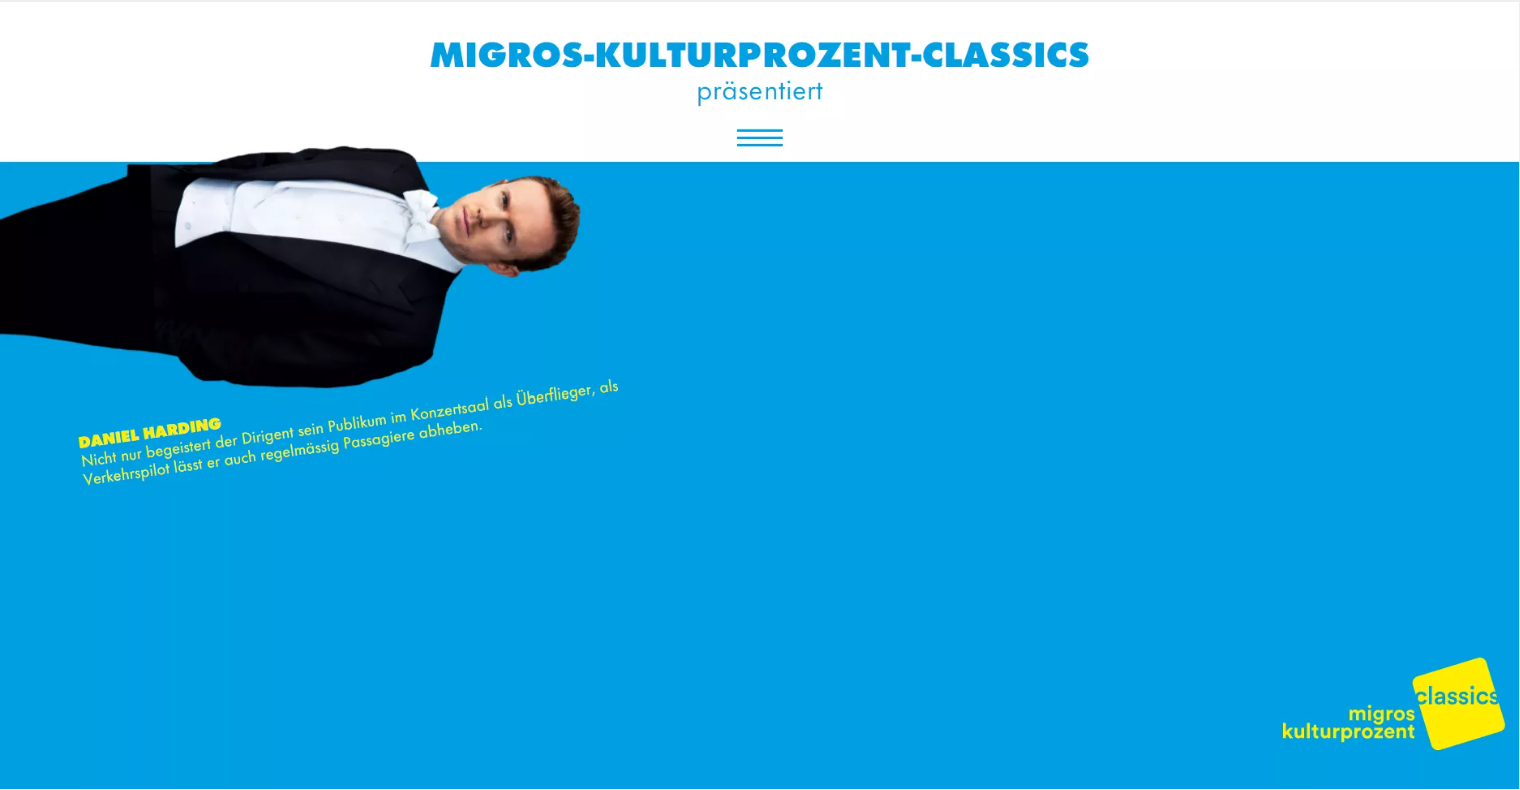 MIGROS-KULTURPROZENT-CLASSICS
präsentiert
DANIEL HARDING
Nicht nur begeistert der Dirigent sein Publikum im Konzertsaal als Überflieger, als
Verkehrspilot lässt er auch regelmässig Passagiere abheben.
classics
migros
kulturprozent